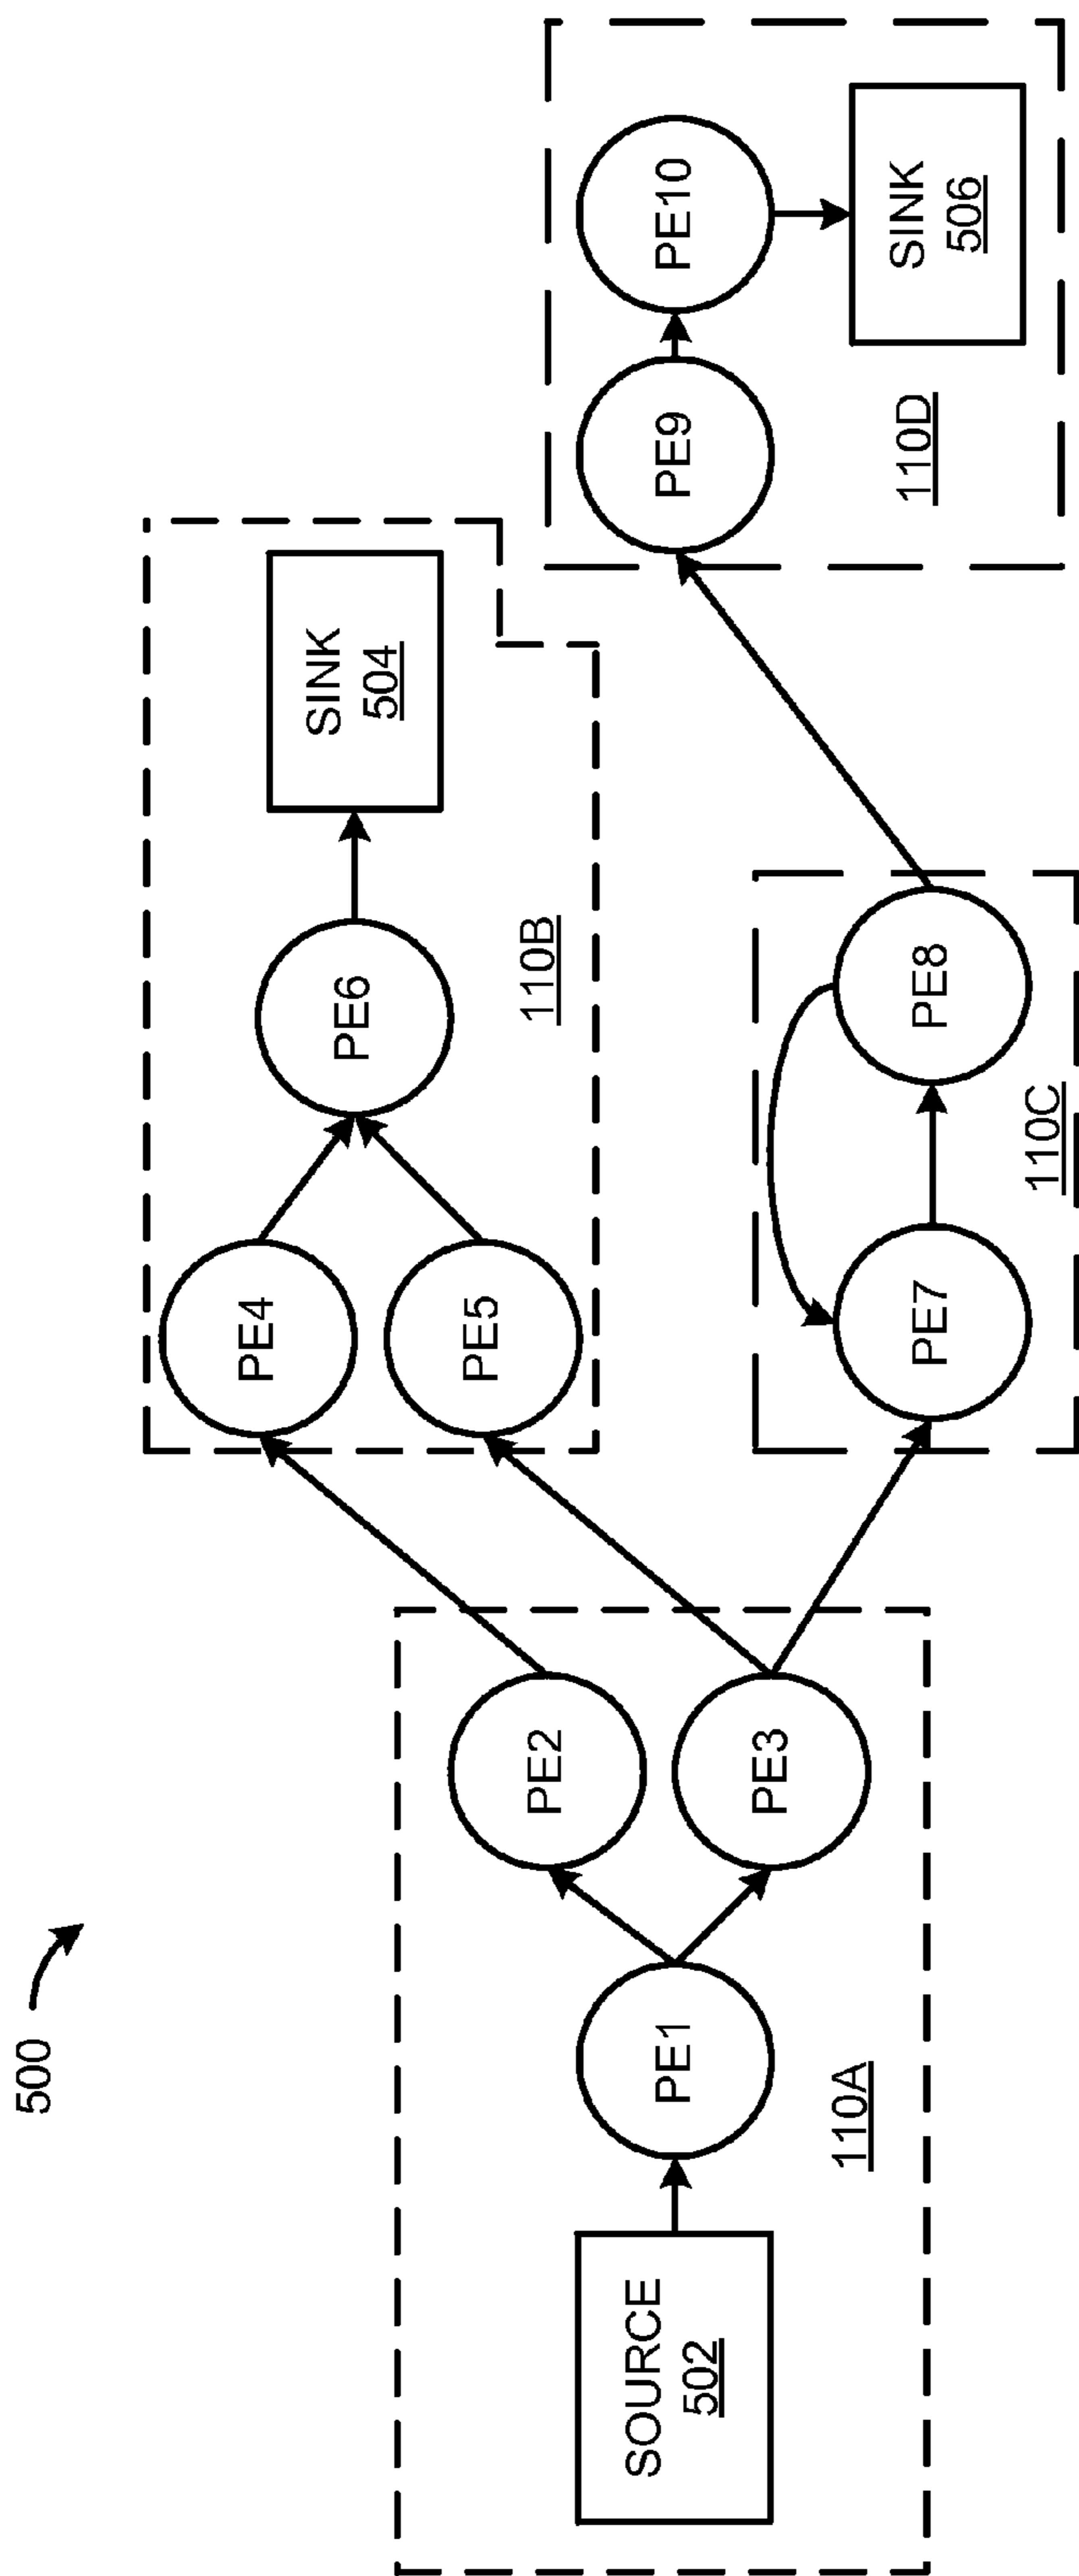 500
SOURCE
502
PE1
110A
PE2
PE3
PE4
PE5
PE6
SINK
504
110B
PE7
PE8
110C
PE9
PE10
SINK
506
110D